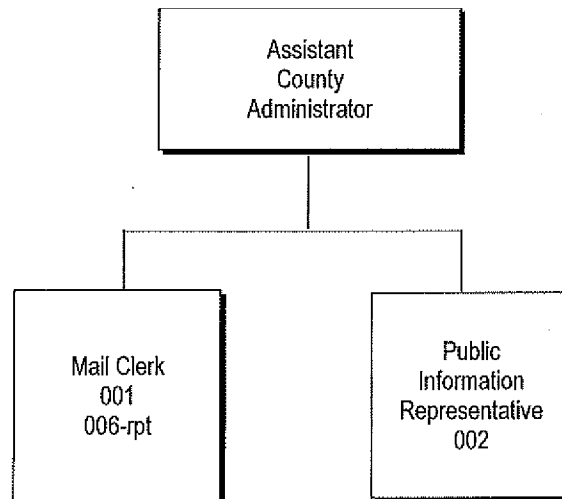 Assistant
County
Administrator
Mail Clerk
001
006-rpt
Public
Information
Representative
002